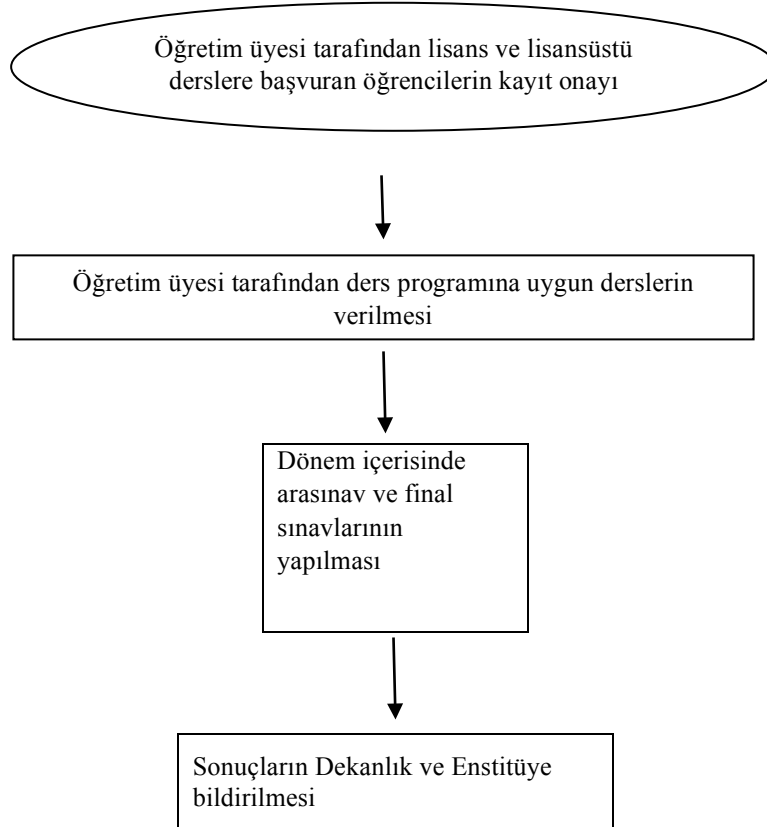 Öğretim üyesi tarafından lisans ve lisansüstü
derslere başvuran öğrencilerin kayıt onayı
Öğretim üyesi tarafından ders programına uygun derslerin
verilmesi
Dönem içerisinde
arasınav ve final
sınavlarının
yapılması
Sonuçların Dekanlık ve Enstitüye
bildirilmesi